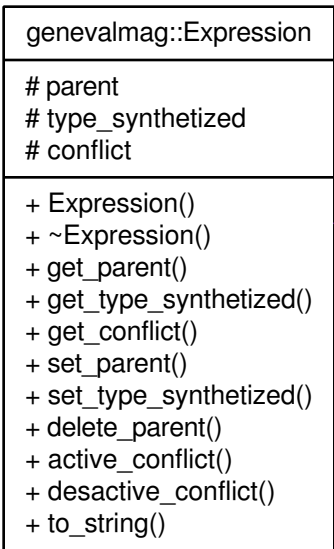 genevalmag::Expression
# parent
# type_synthetized
# conflict
+ Expression()
+ ~Expression()
+ get_parent()
+ get_type_synthetized()
+ get_conflict()
+ set_parent()
+ set_type_synthetized()
+ delete_parent()
+ active_conflict()
+ desactive_conflict()
+ to_string()